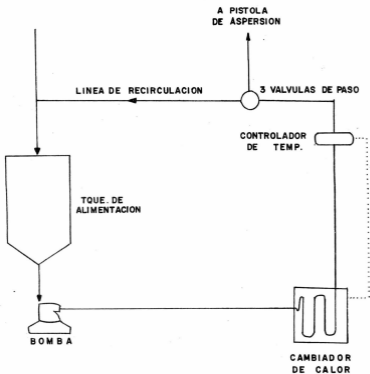 A PISTOLA
DE ASPERSION
LINEA DE RECIRCULACION
3 VALVULAS DE PASO
CONTROLADOR
DE TEMP.
TQUE. DE
ALIMENTACION
BOMBA
CAMBIADOR
DE CALOR